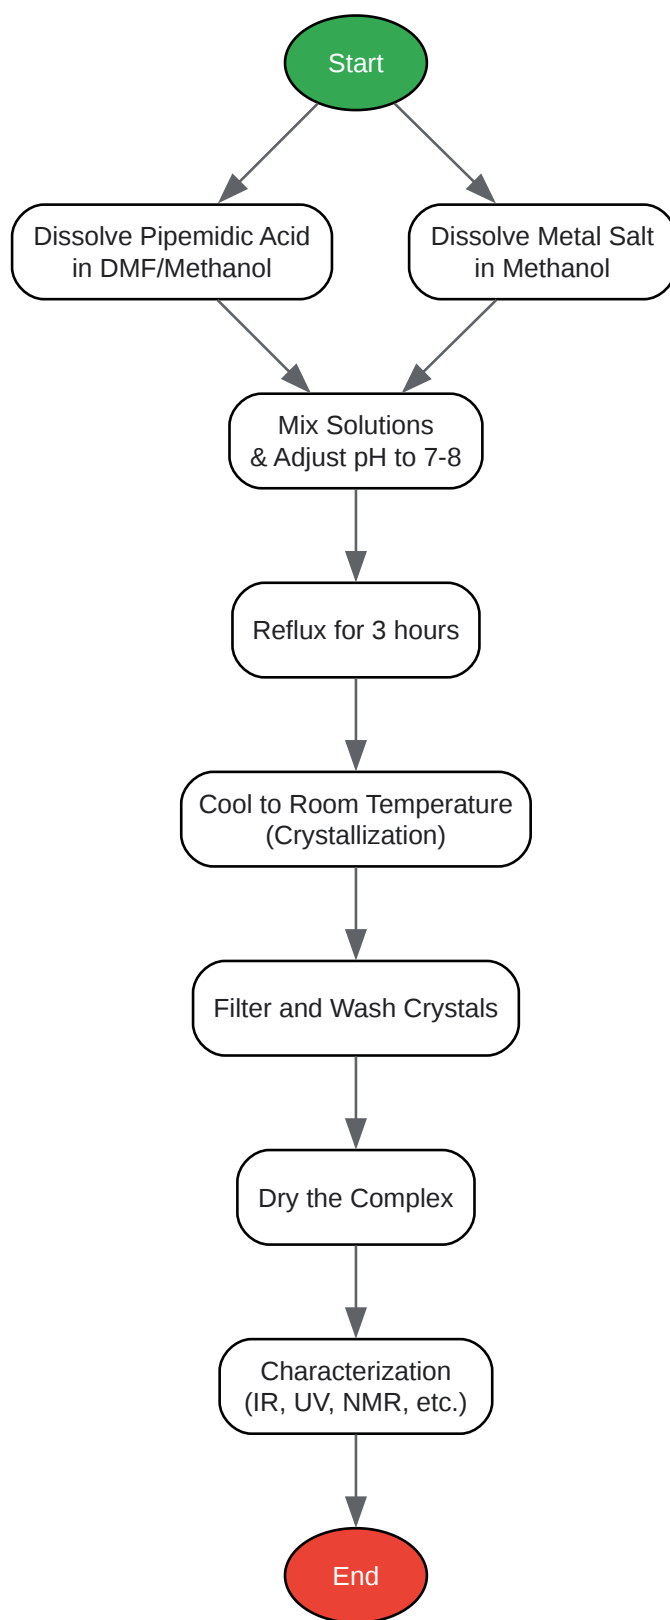 Start
Dissolve Pipemidic Acid
in DMF/Methanol
Dissolve Metal Salt
in Methanol
Mix Solutions
& Adjust pH to 7-8
Reflux for 3 hours
Cool to Room Temperature
(Crystallization)
Filter and Wash Crystals
Dry the Complex
Characterization
(IR, UV, NMR, etc.)
End